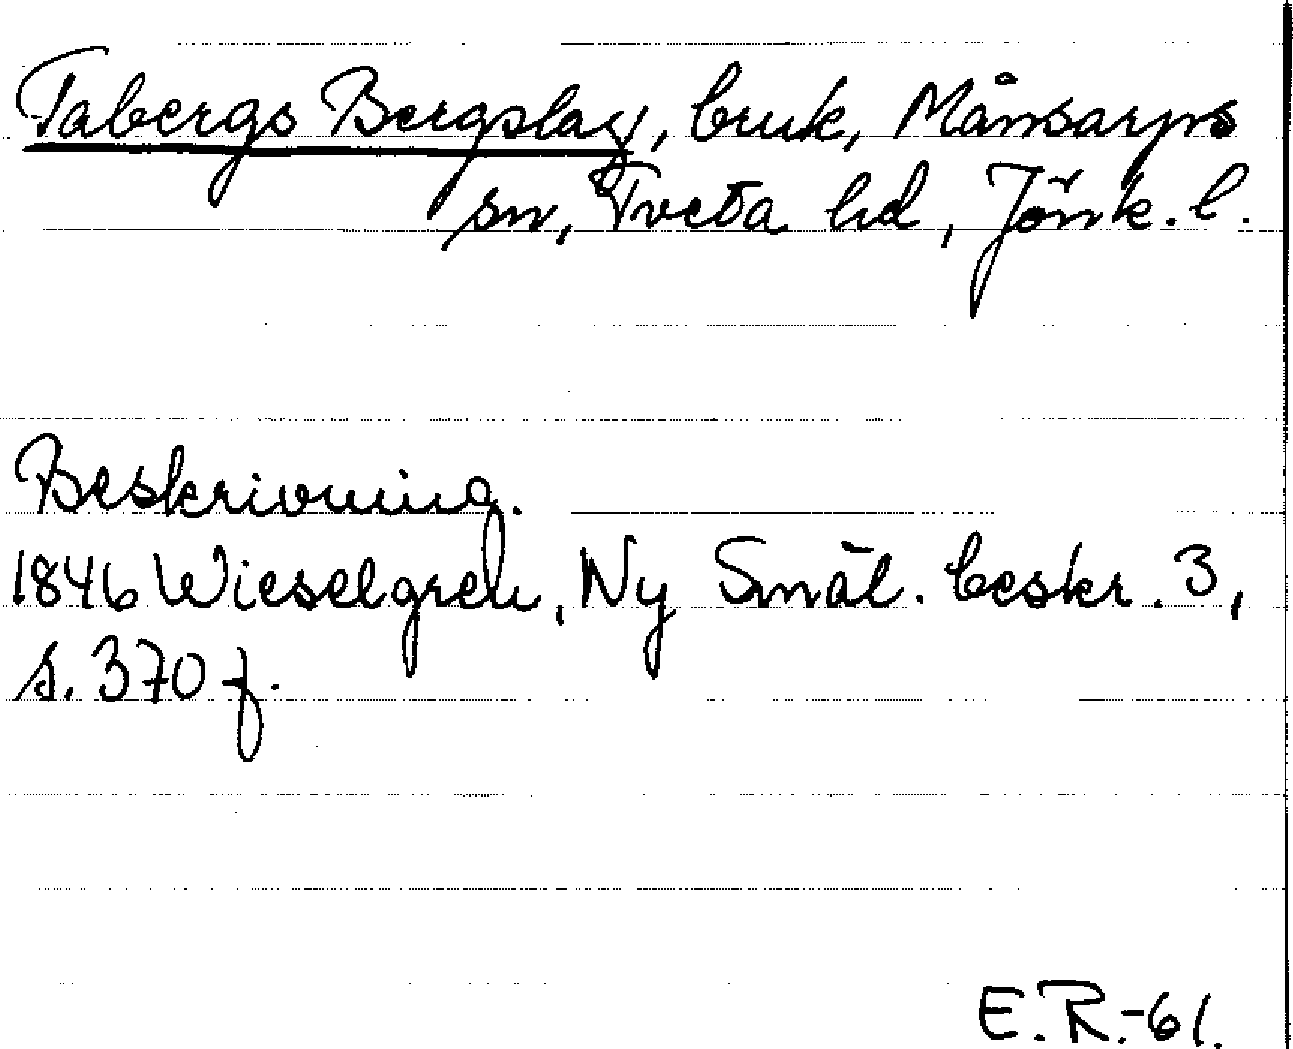 Tabergs Bergslag, bruk, Månsarps
sn, Tveta hd, Jönk. l.
Beskrivning.
1846 Wieselgren, Ny Smål. beskr. 3,
s. 370 f.
E.R.-61.